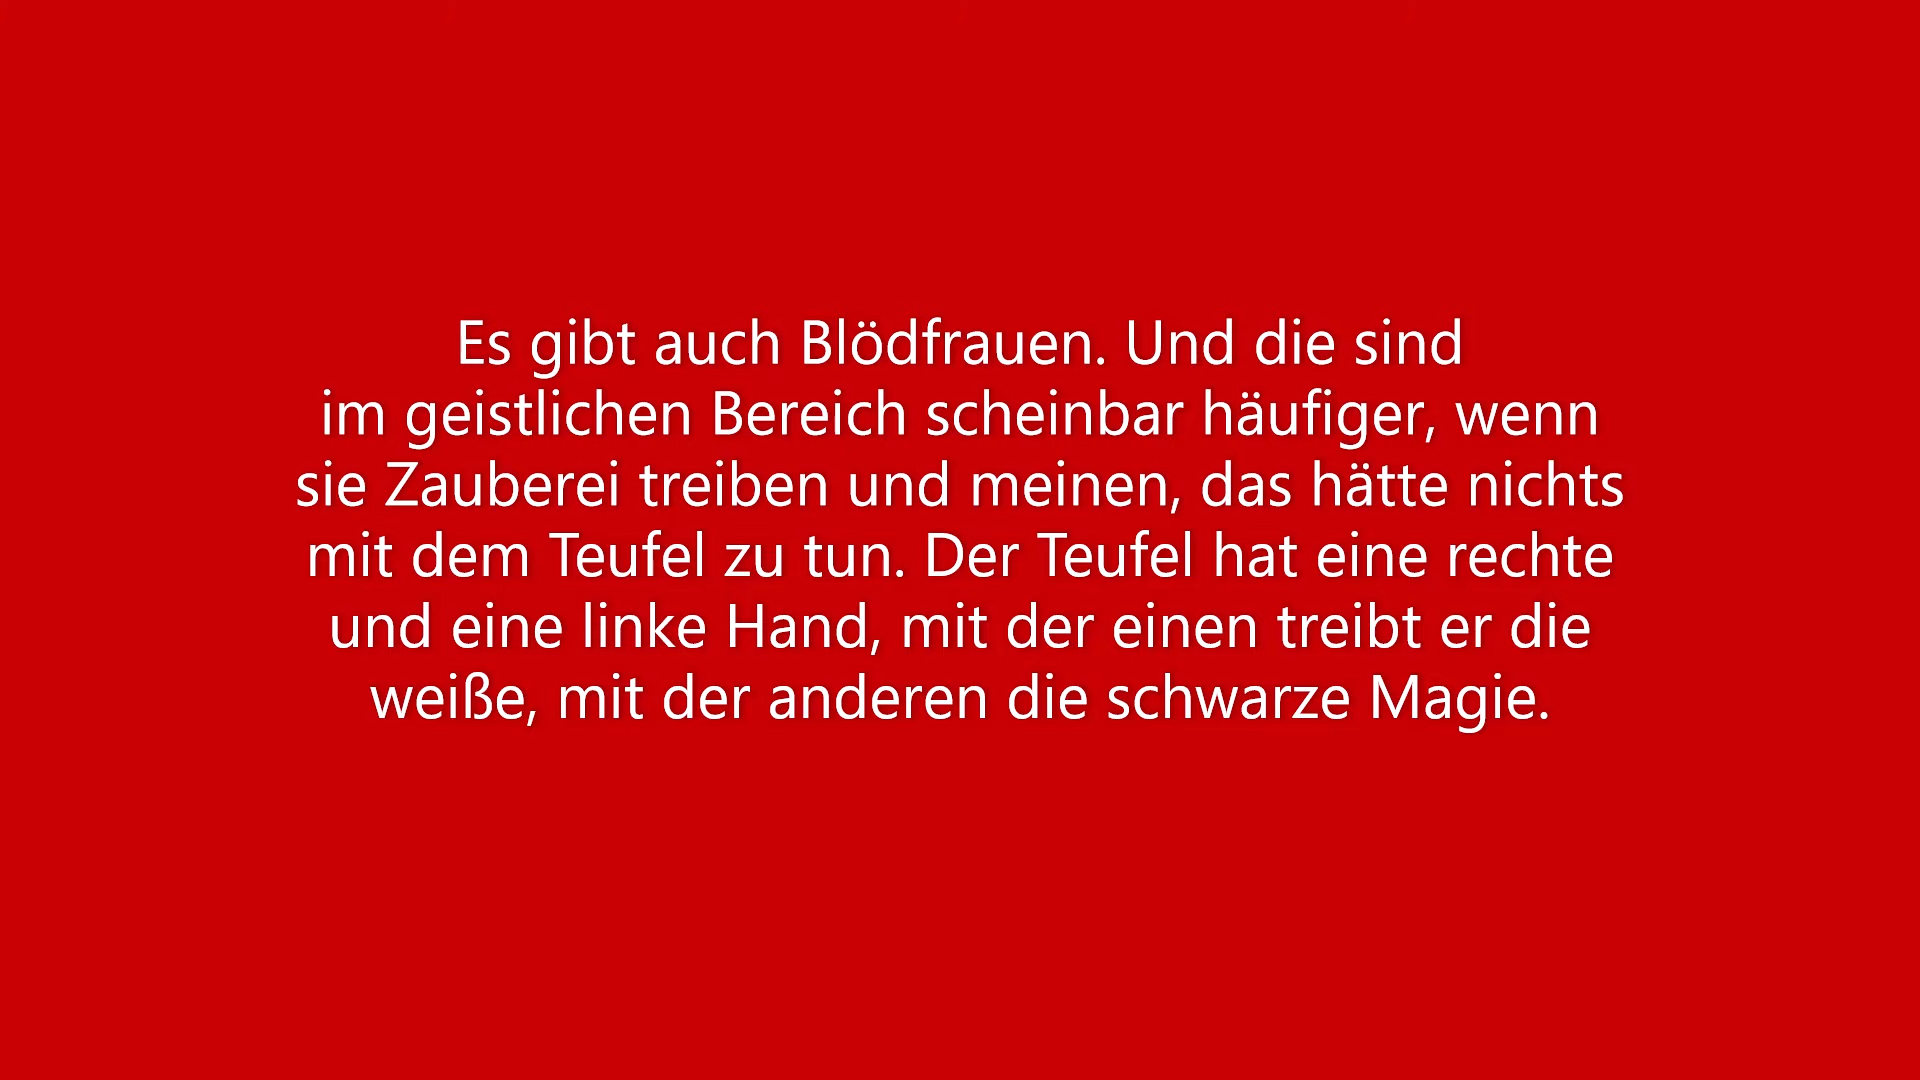 Es gibt auch Blödfrauen. Und die sind
im geistlichen Bereich scheinbar häufiger, wenn
sie Zauberei treiben und meinen, das hätte nichts
mit dem Teufel zu tun. Der Teufel hat eine rechte
und eine linke Hand, mit der einen treibt er die
weiße, mit der anderen die schwarze Magie.